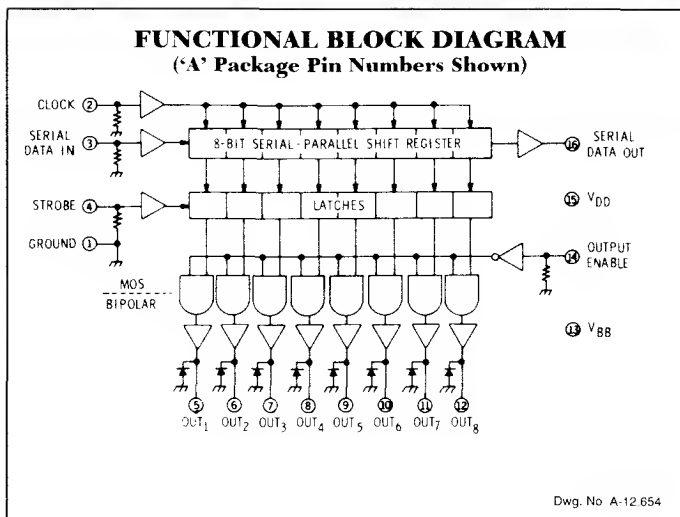 FUNCTIONAL BLOCK DIAGRAM
('A' Package Pin Numbers Shown)
CLOCK 2
SERIAL DATA IN 3
8-BIT SERIAL-PARALLEL SHIFT REGISTER
16 SERIAL DATA OUT
STROBE 4
LATCHES
15 VDD
GROUND 1
14 OUTPUT ENABLE
MOS
BIPOLAR
13 VBB
5 6 7 8 9 10 11 12
OUT1 OUT2 OUT3 OUT4 OUT5 OUT6 OUT7 OUT8
Dwg. No A-12,654